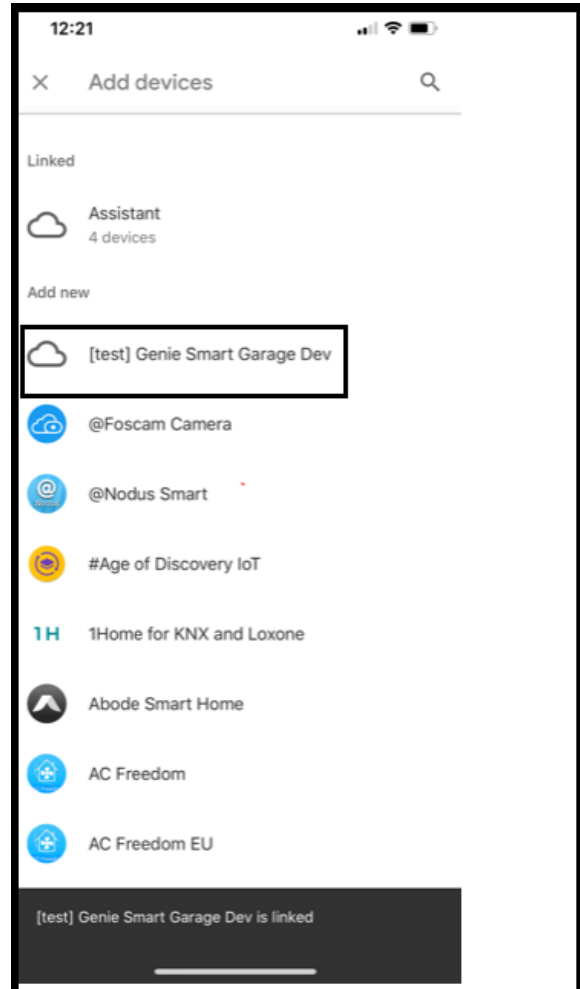 12:21
Add devices
Linked
Assistant
4 devices
Add new
[test] Genie Smart Garage Dev
@Foscam Camera
@
@Nodus Smart
#Age of Discovery IoT
1H
1Home for KNX and Loxone
Abode Smart Home
AC Freedom
AC Freedom EU
[test] Genie Smart Garage Dev is linked